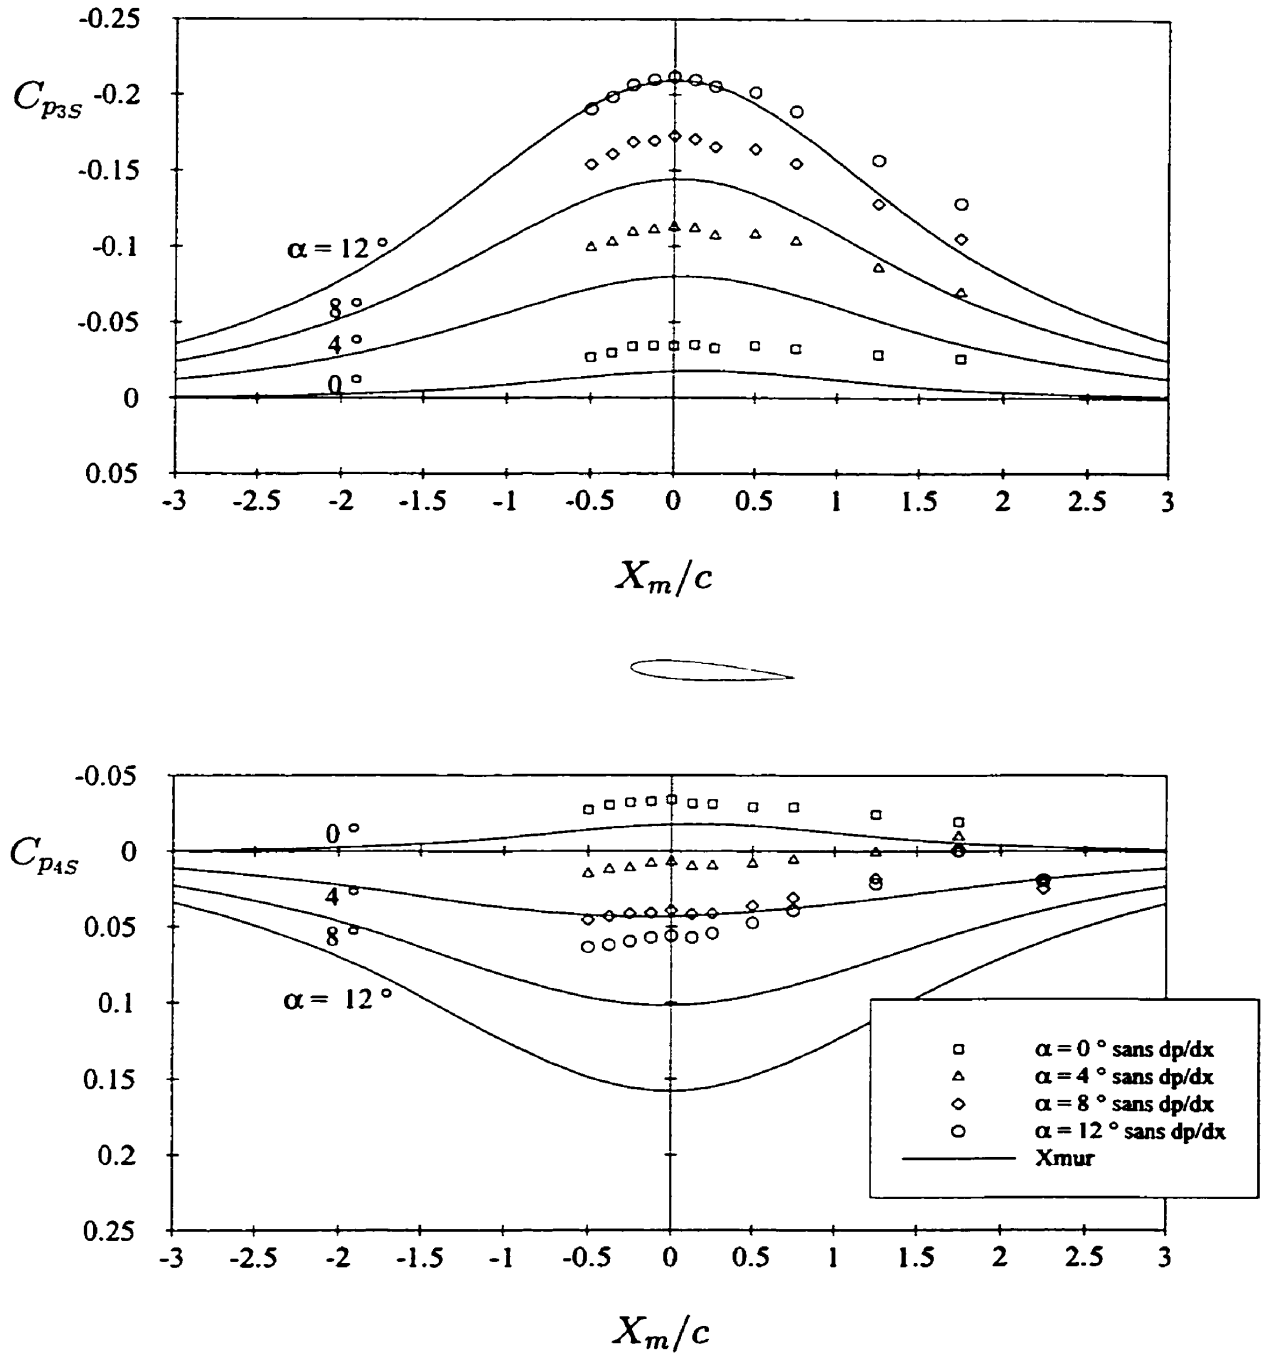 -0.25
C_{p_{3S}} -0.2
-0.15
-0.1
α = 12°
-0.05
8°
4°
0°
0
0.05
-3 -2.5 -2 -1.5 -1 -0.5 0 0.5 1 1.5 2 2.5 3
X_m/c
-0.05
0°
C_{p_{4S}} 0
4°
0.05
8°
α = 12°
0.1
0.15
0.2
0.25
α = 0 ° sans dp/dx
α = 4 ° sans dp/dx
α = 8 ° sans dp/dx
α = 12 ° sans dp/dx
Xmur
-3 -2.5 -2 -1.5 -1 -0.5 0 0.5 1 1.5 2 2.5 3
X_m/c